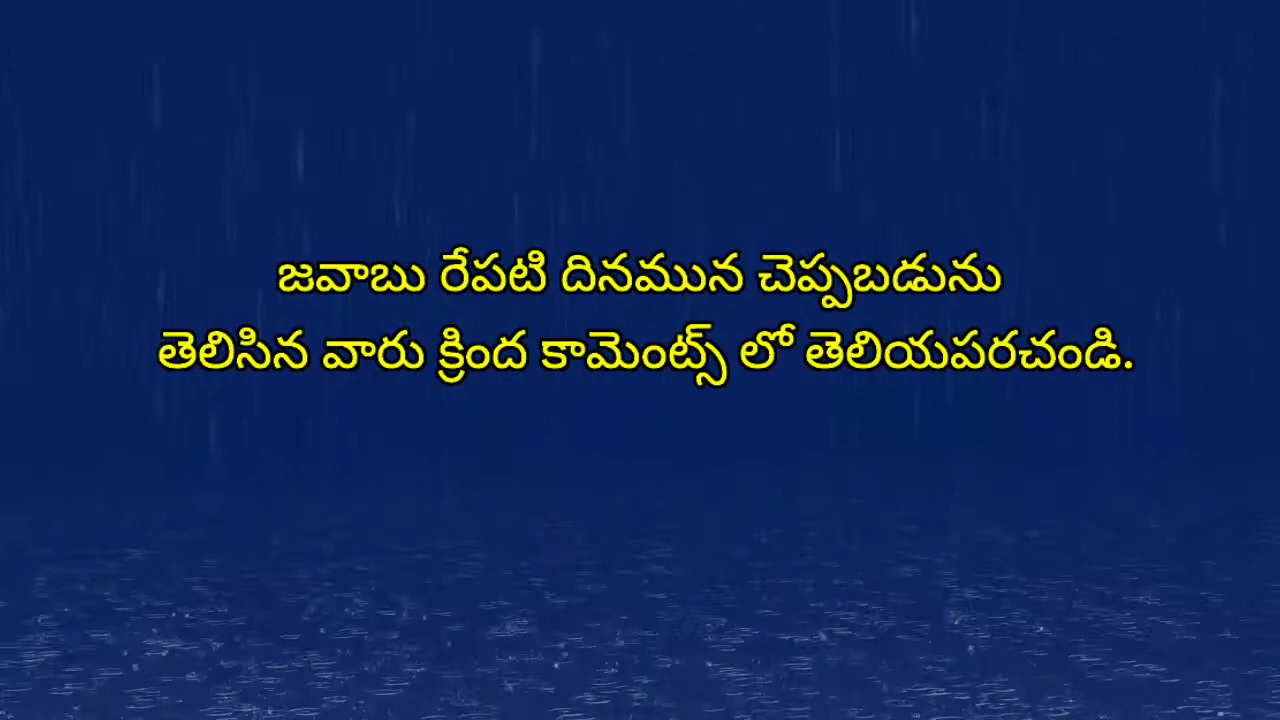 జవాబు రేపటి దినమున చెప్పబడును
తెలిసిన వారు క్రింద కామెంట్స్ లో తెలియపరచండి.